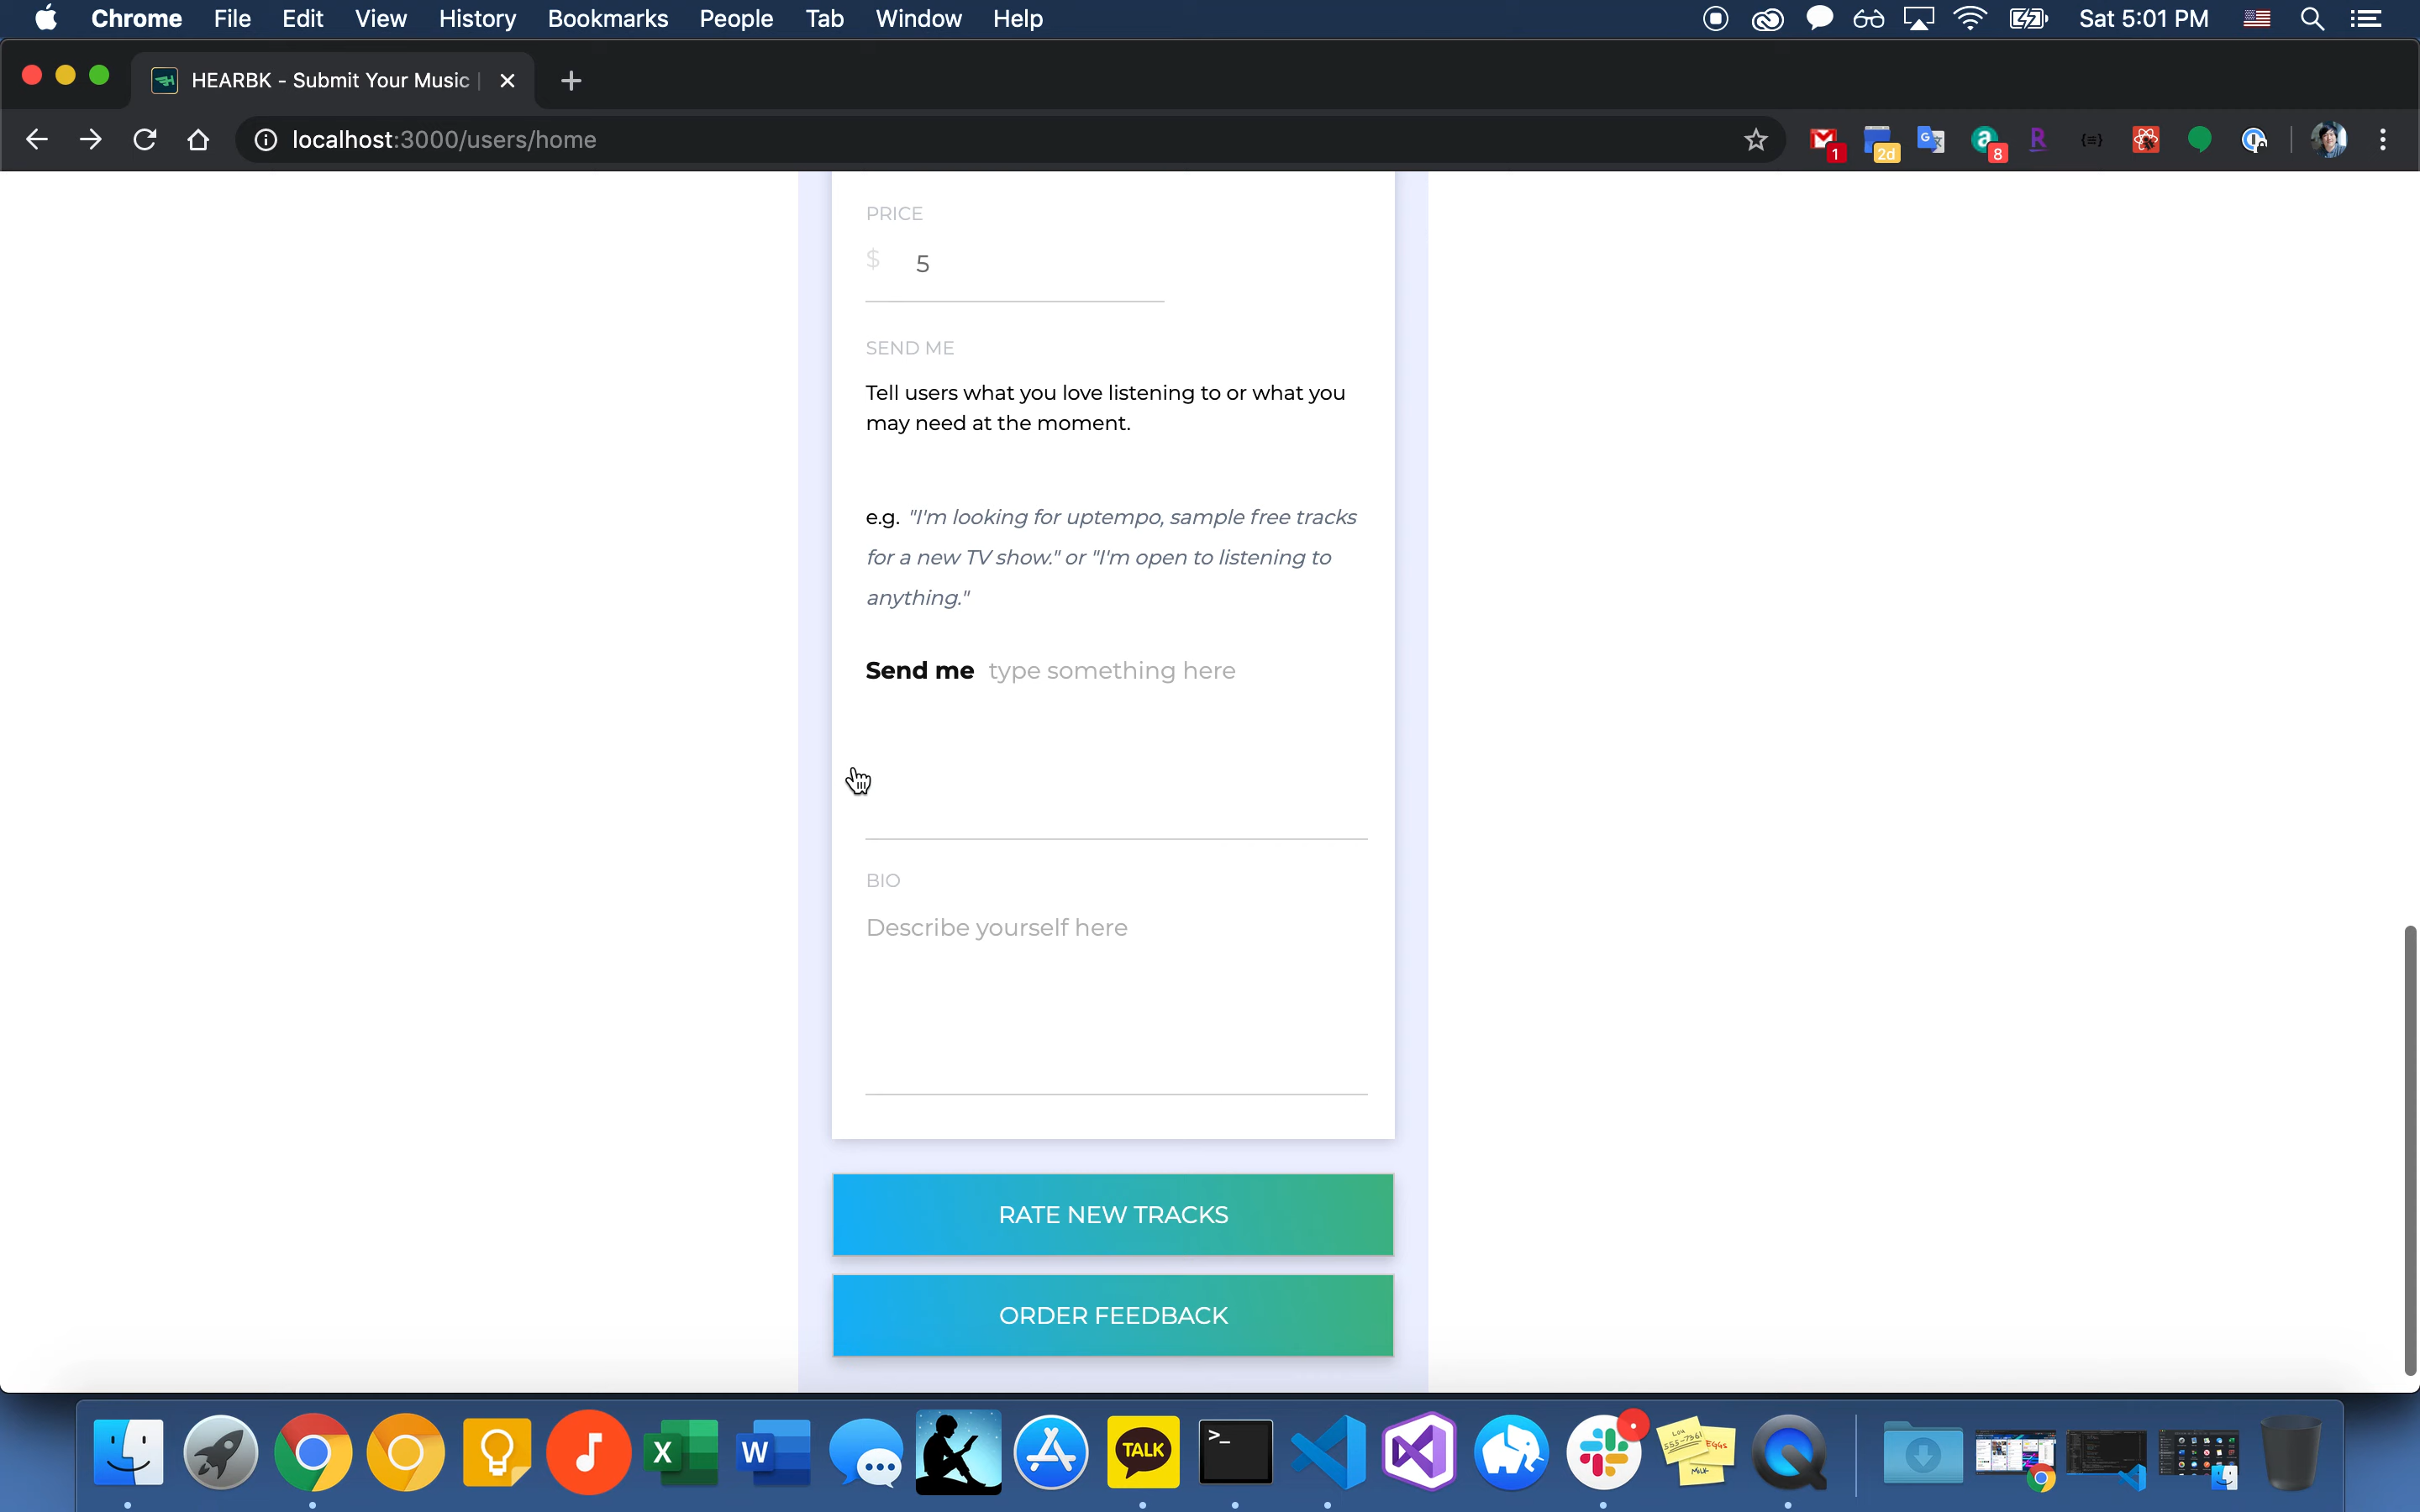 Chrome File Edit View History Bookmarks People Tab Window Help Sat 5:01 PM
HEARBK - Submit Your Music |
localhost:3000/users/home
1
2d
8
PRICE
$ 5
SEND ME
Tell users what you love listening to or what you
may need at the moment.
e.g. "I'm looking for uptempo, sample free tracks
for a new TV show." or "I'm open to listening to
anything."
Send me type something here
BIO
Describe yourself here
RATE NEW TRACKS
ORDER FEEDBACK
TALK